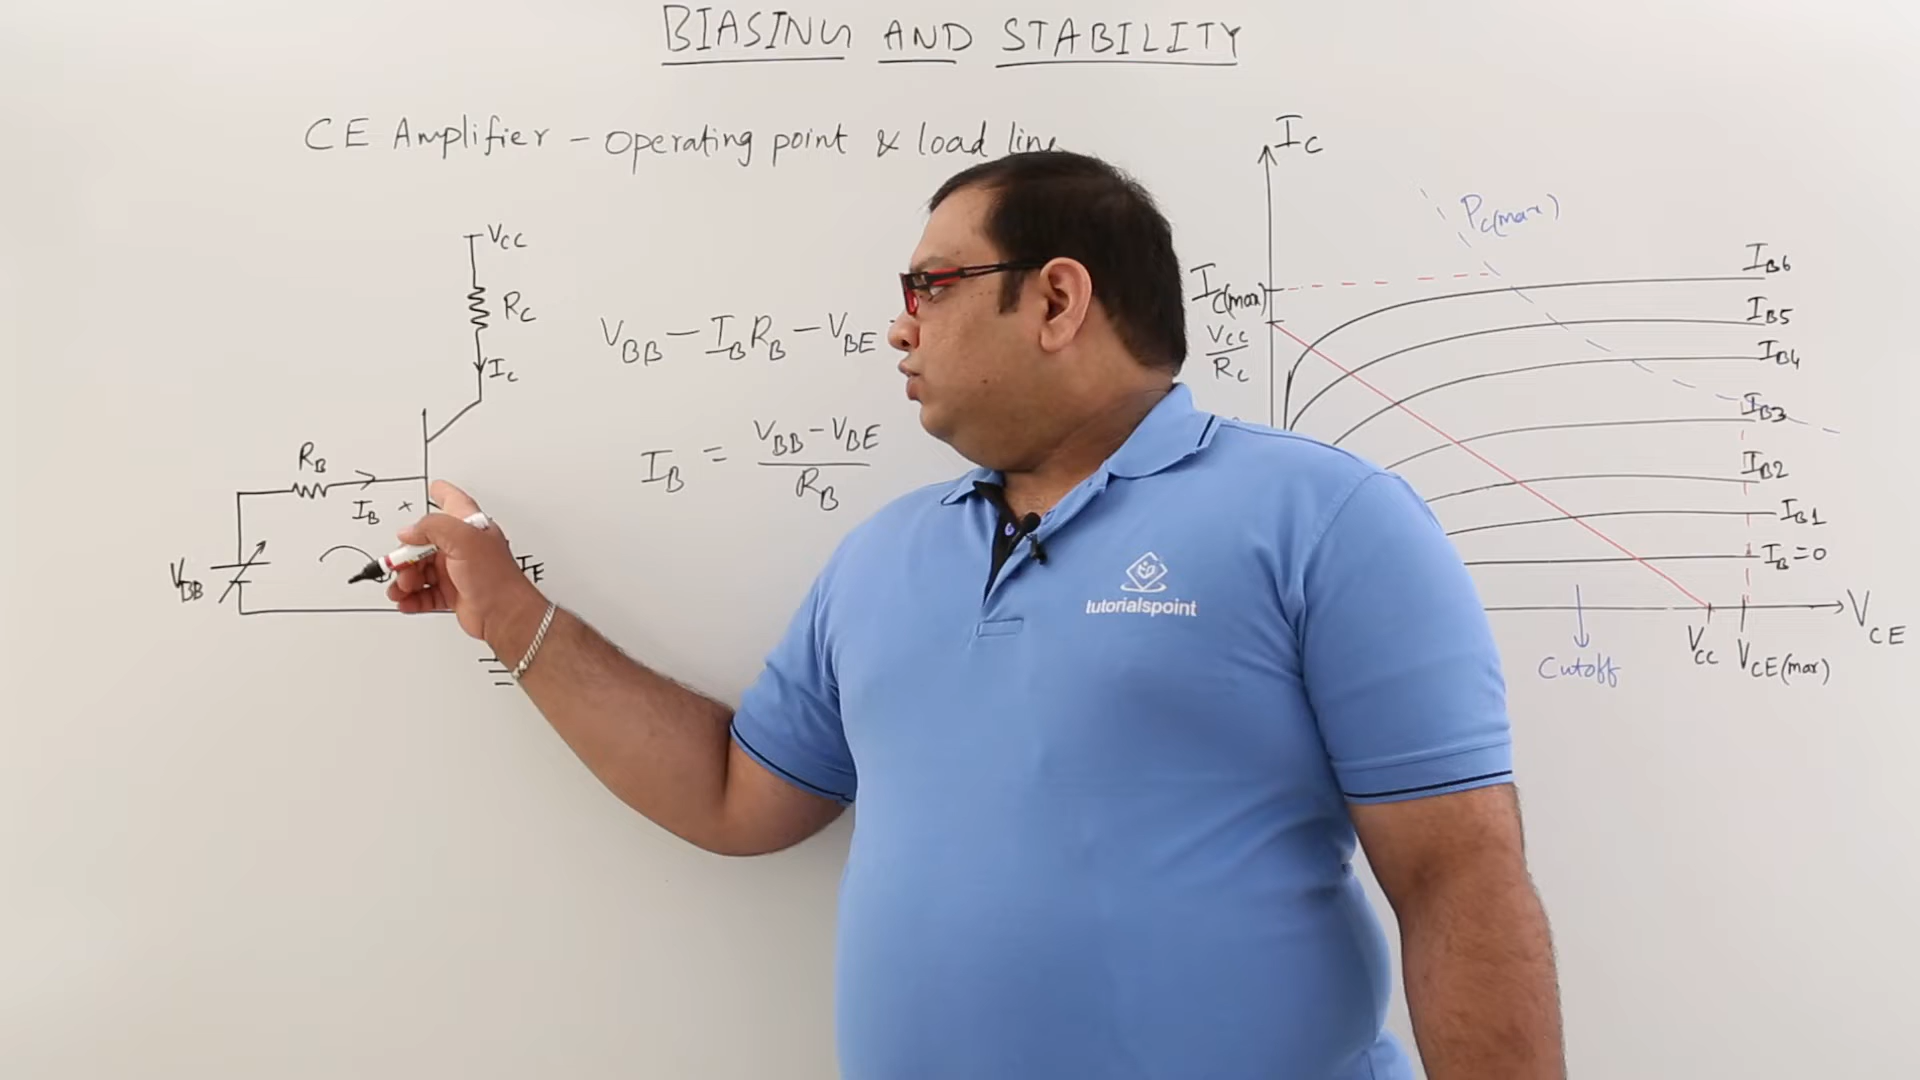 BIASING AND STABILITY
CE Amplifier – Operating point & load line
VCC
RC
IC
RB
IB +
VBB
IE
VBB – IBRB – VBE
IB = VBB – VBE / RB
IC
PC(max)
IC(max)
VCC / RC
IB6
IB5
IB4
IB3
IB2
IB1
IB=0
VCE
VCC
VCE(max)
Cutoff
tutorialspoint